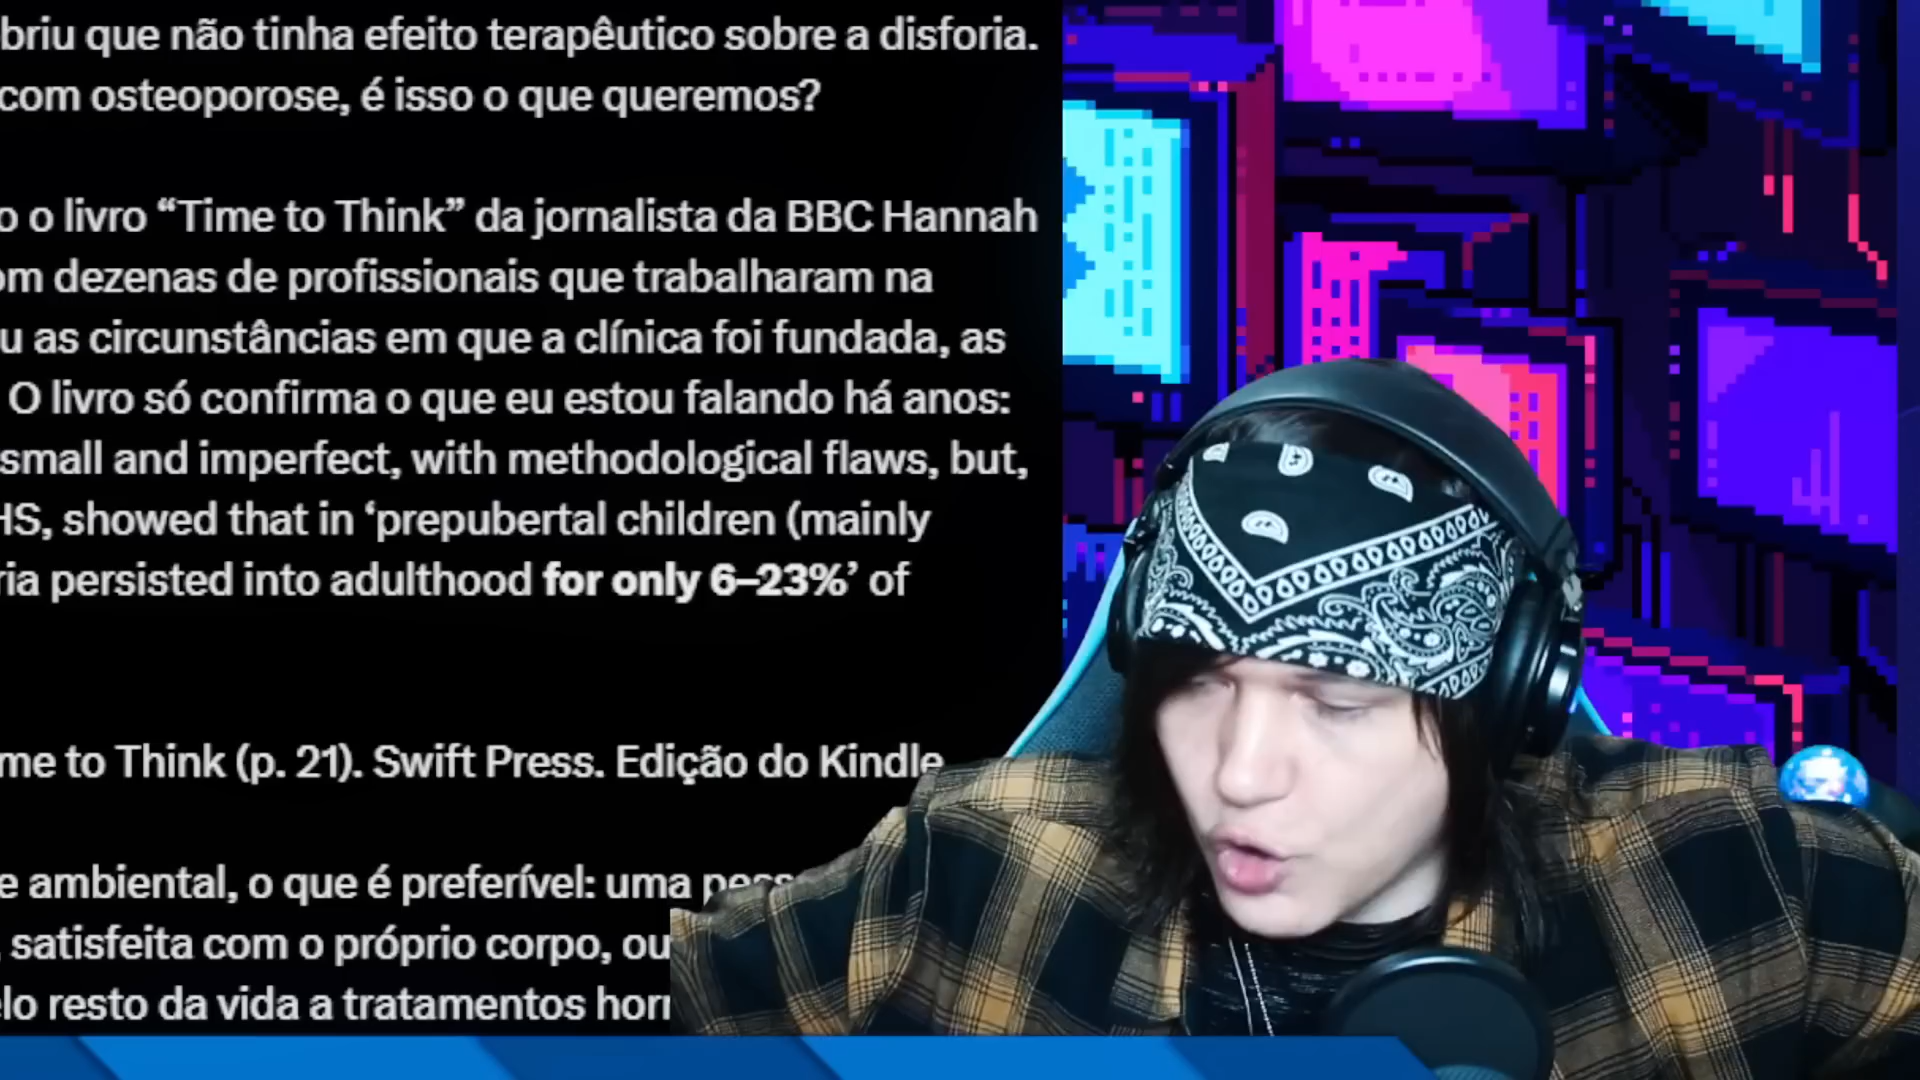 briu que não tinha efeito terapêutico sobre a disforia.
com osteoporose, é isso o que queremos?
o o livro “Time to Think” da jornalista da BBC Hannah
om dezenas de profissionais que trabalharam na
u as circunstâncias em que a clínica foi fundada, as
O livro só confirma o que eu estou falando há anos:
small and imperfect, with methodological flaws, but,
HS, showed that in ‘prepubertal children (mainly
ria persisted into adulthood for only 6–23%’ of
me to Think (p. 21). Swift Press. Edição do Kindle
e ambiental, o que é preferível: uma
satisfeita com o próprio corpo, ou
elo resto da vida a tratamentos